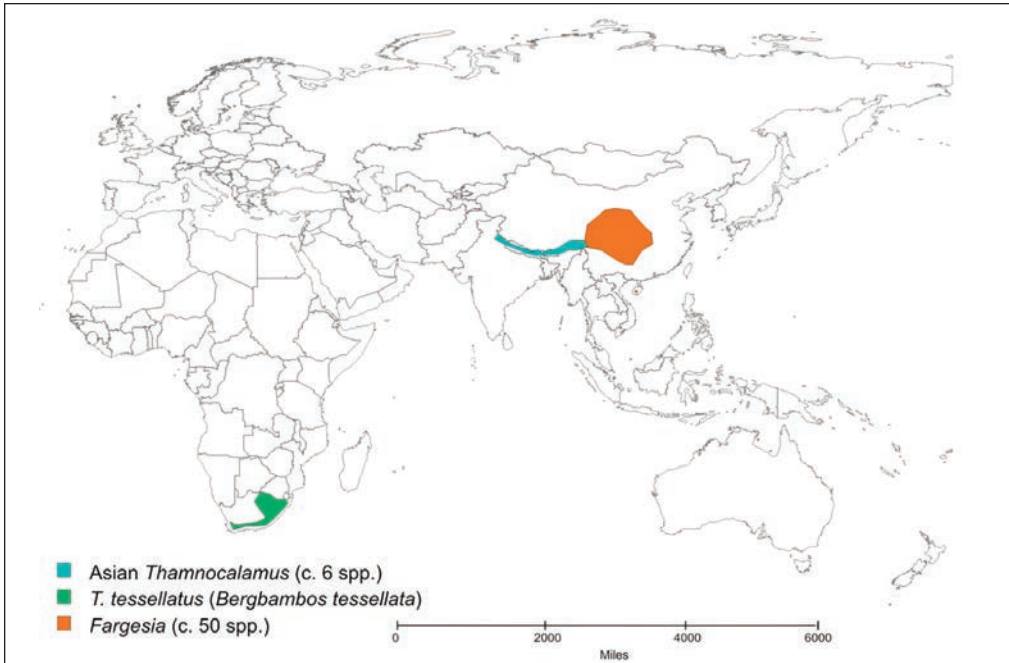 Asian Thamnocalamus (c. 6 spp.)
T. tessellatus (Bergbambos tessellata)
Fargesia (c. 50 spp.)
0 2000 4000 6000
Miles